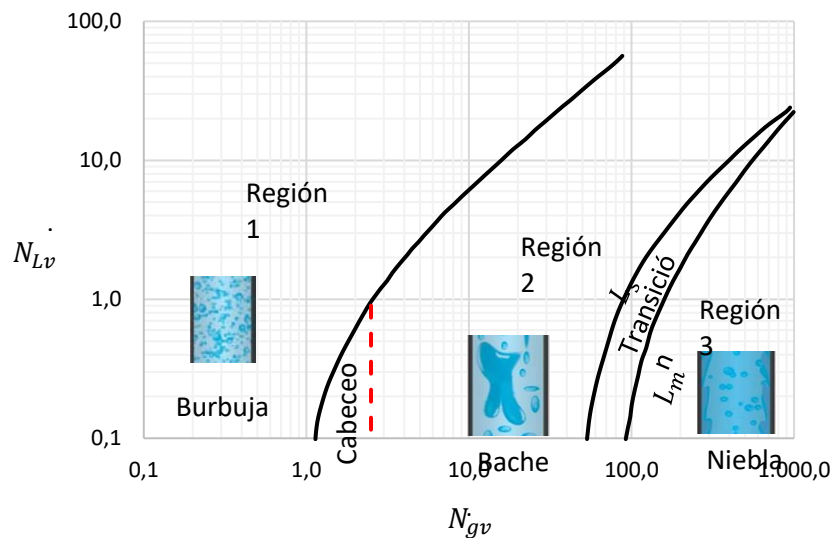 100,0
10,0
1,0
0,1
0,1
1,0
10,0
100,0
1.000,0
N_Lv
N_gv
Región
1
Burbuja
Cabeceo
Región
2
Bache
L_s
Transició
n
L_m
Región
3
Niebla